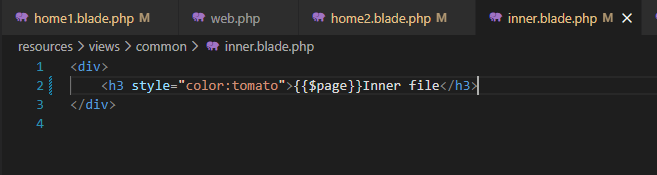 home1.blade.php M web.php home2.blade.php M inner.blade.php M
resources > views > common > inner.blade.php
1 <div>
2 <h3 style="color:tomato">{{$page}}Inner file</h3>
3 </div>
4